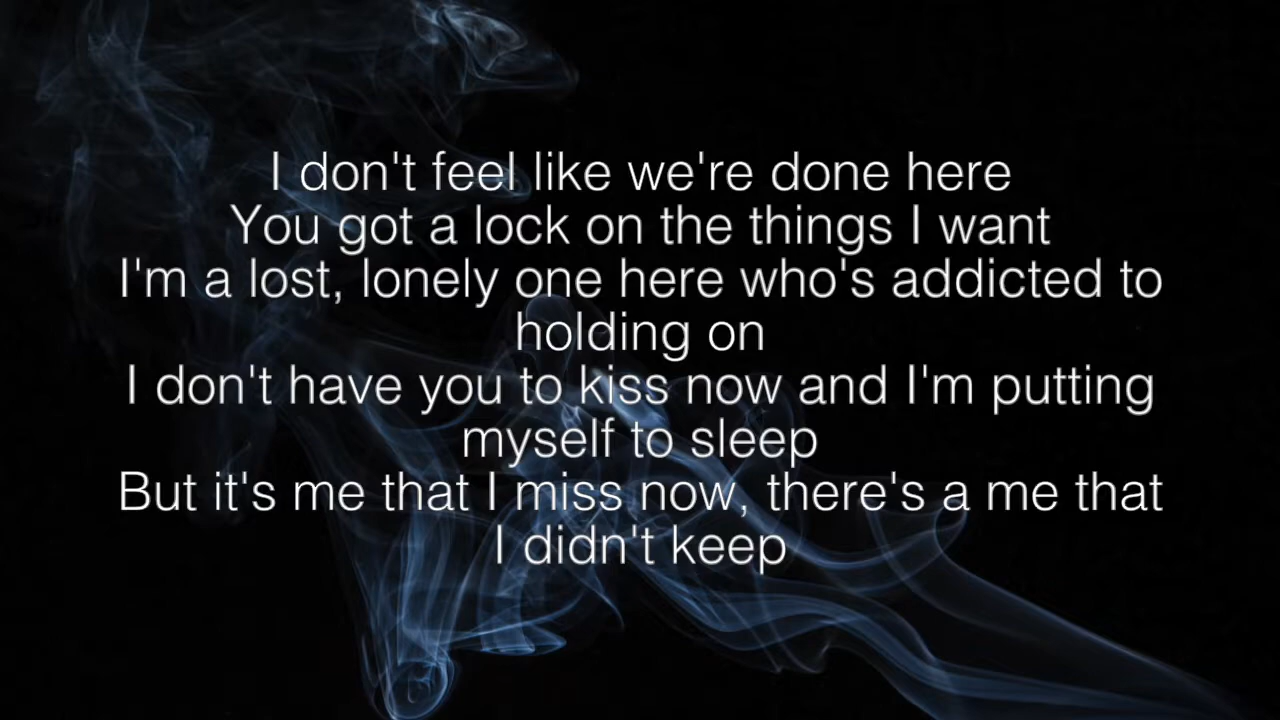 I don't feel like we're done here
You got a lock on the things I want
I'm a lost, lonely one here who's addicted to
holding on
I don't have you to kiss now and I'm putting
myself to sleep
But it's me that I miss now, there's a me that
I didn't keep